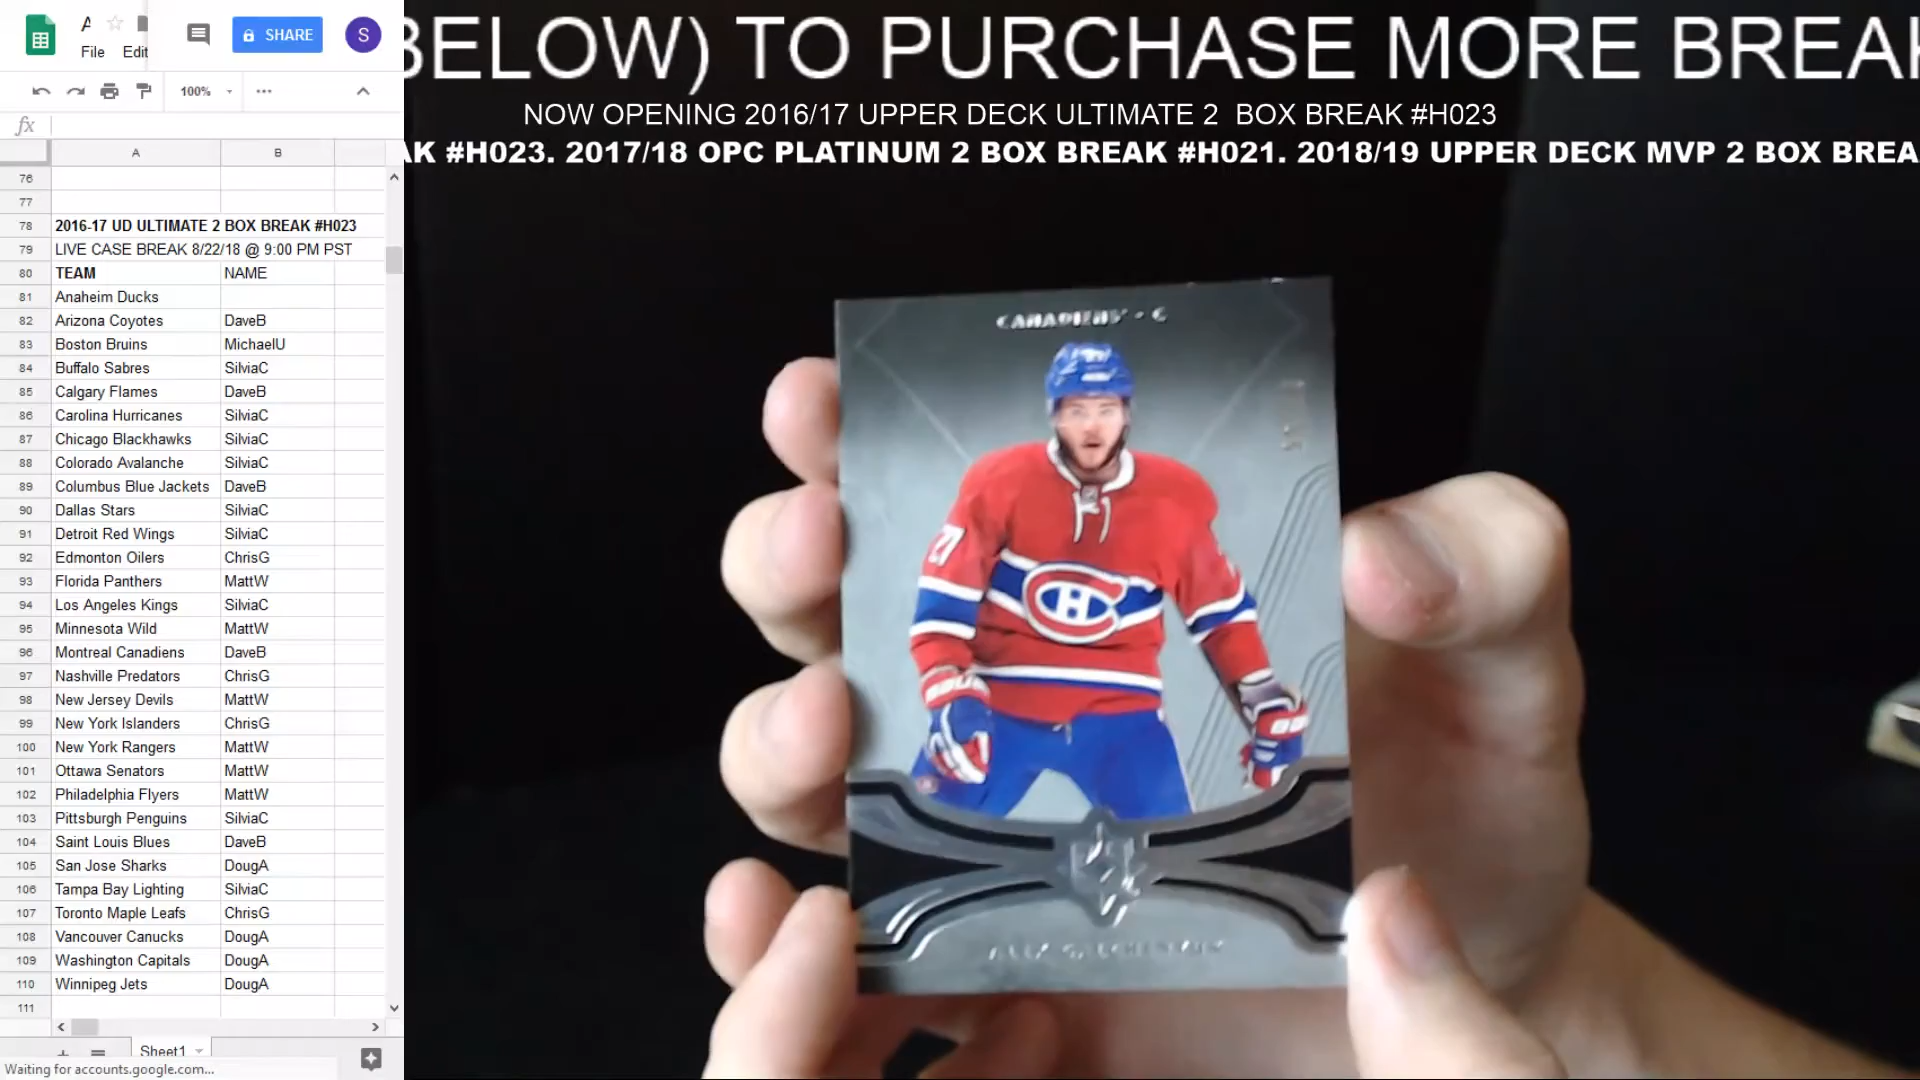 A
File Edit
SHARE
S
100%
fx
A B
76
77
78 2016-17 UD ULTIMATE 2 BOX BREAK #H023
79 LIVE CASE BREAK 8/22/18 @ 9:00 PM PST
80 TEAM NAME
81 Anaheim Ducks
82 Arizona Coyotes DaveB
83 Boston Bruins MichaelU
84 Buffalo Sabres SilviaC
85 Calgary Flames DaveB
86 Carolina Hurricanes SilviaC
87 Chicago Blackhawks SilviaC
88 Colorado Avalanche SilviaC
89 Columbus Blue Jackets DaveB
90 Dallas Stars SilviaC
91 Detroit Red Wings SilviaC
92 Edmonton Oilers ChrisG
93 Florida Panthers MattW
94 Los Angeles Kings SilviaC
95 Minnesota Wild MattW
96 Montreal Canadiens DaveB
97 Nashville Predators ChrisG
98 New Jersey Devils MattW
99 New York Islanders ChrisG
100 New York Rangers MattW
101 Ottawa Senators MattW
102 Philadelphia Flyers MattW
103 Pittsburgh Penguins SilviaC
104 Saint Louis Blues DaveB
105 San Jose Sharks DougA
106 Tampa Bay Lighting SilviaC
107 Toronto Maple Leafs ChrisG
108 Vancouver Canucks DougA
109 Washington Capitals DougA
110 Winnipeg Jets DougA
111
Sheet1
Waiting for accounts.google.com...
BELOW) TO PURCHASE MORE BREAK
NOW OPENING 2016/17 UPPER DECK ULTIMATE 2 BOX BREAK #H023
AK #H023. 2017/18 OPC PLATINUM 2 BOX BREAK #H021. 2018/19 UPPER DECK MVP 2 BOX BREA
CANADIENS • C
27
ALEX GALCHENYUK